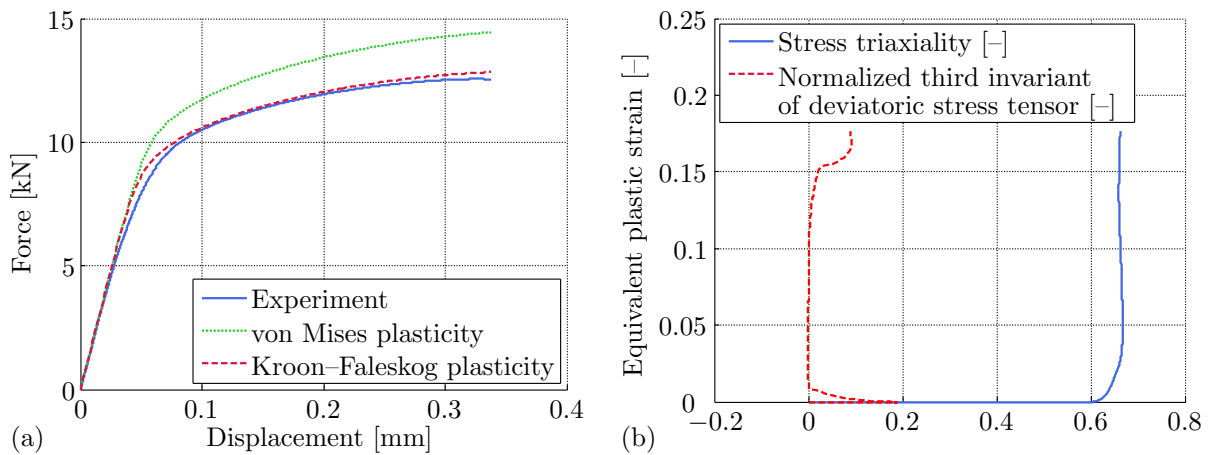 15
10
5
0
Force [kN]
Experiment
von Mises plasticity
Kroon–Faleskog plasticity
0 0.1 0.2 0.3 0.4
(a) Displacement [mm]
0.25
0.2
0.15
0.1
0.05
0
Equivalent plastic strain [–]
Stress triaxiality [–]
Normalized third invariant
of deviatoric stress tensor [–]
−0.2 0 0.2 0.4 0.6 0.8
(b)